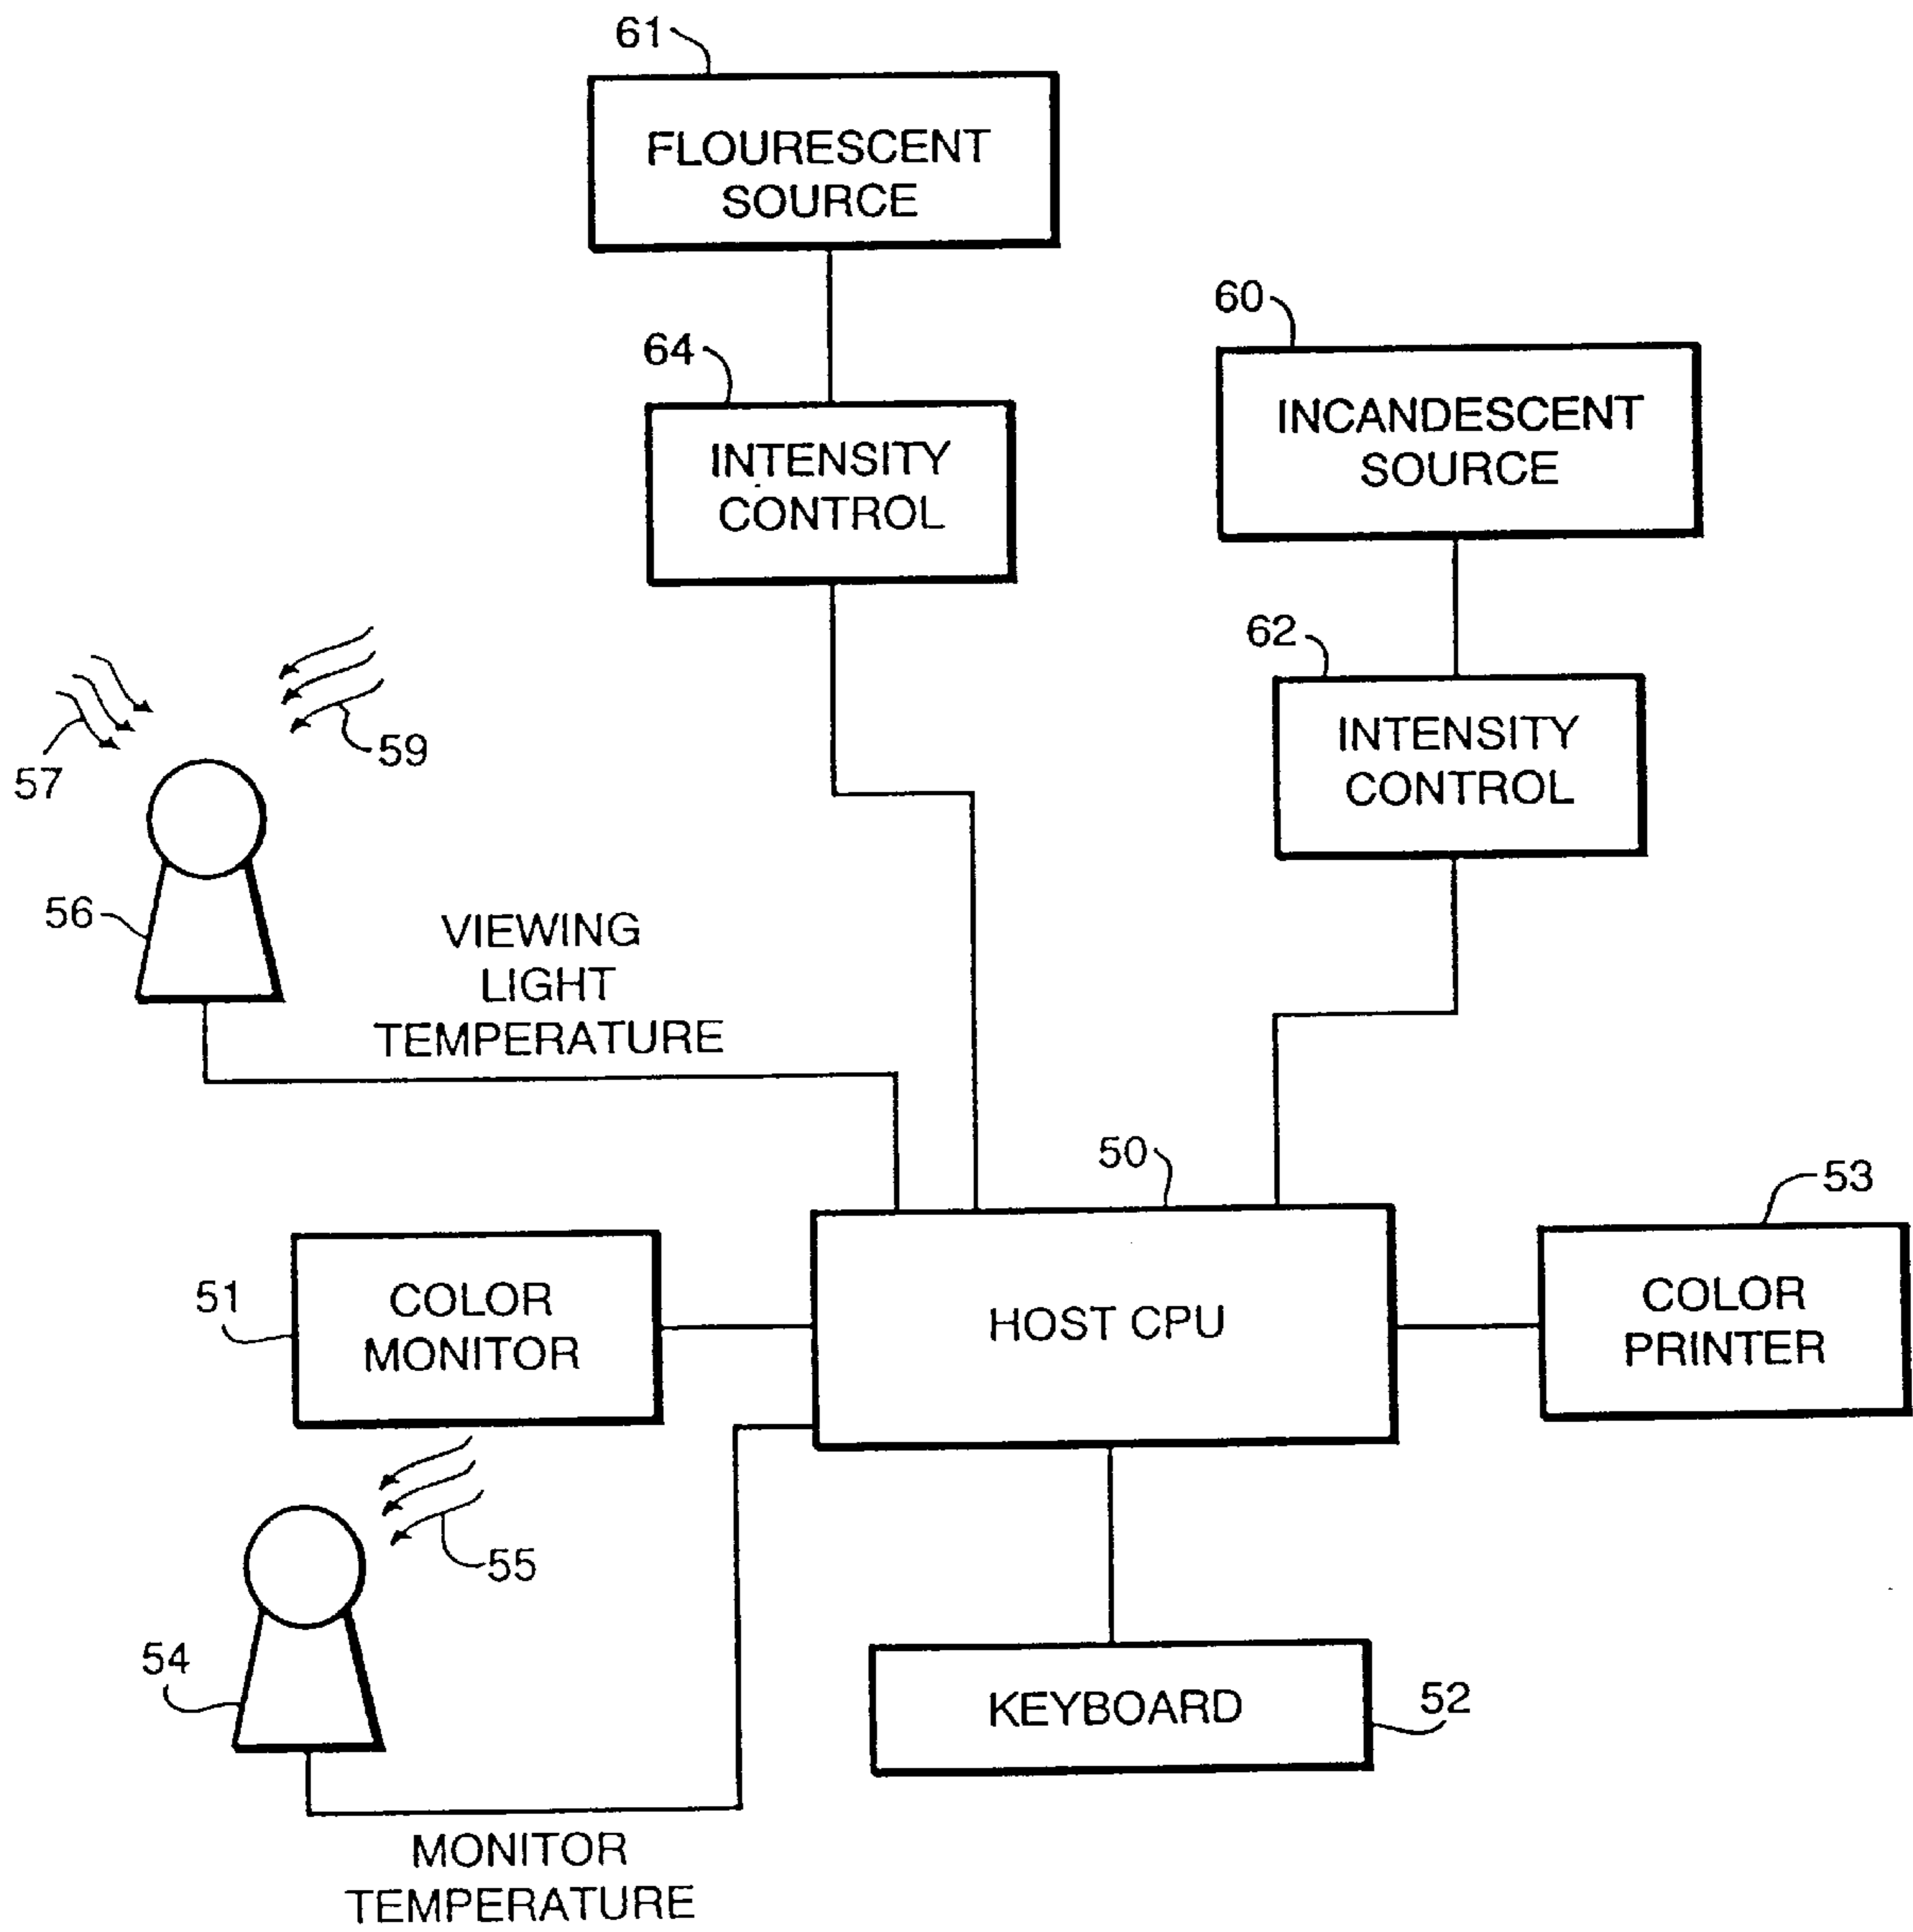 61
FLOURESCENT
SOURCE
60
64
INCANDESCENT
SOURCE
INTENSITY
CONTROL
62
INTENSITY
CONTROL
59
57
56
VIEWING
LIGHT
TEMPERATURE
50
53
51
COLOR
MONITOR
HOST CPU
COLOR
PRINTER
55
54
KEYBOARD
52
MONITOR
TEMPERATURE